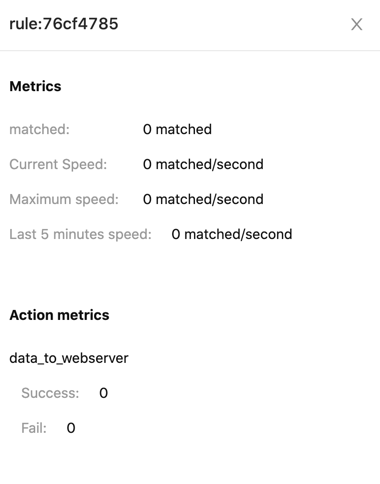 rule:76cf4785
Metrics
matched: 0 matched
Current Speed: 0 matched/second
Maximum speed: 0 matched/second
Last 5 minutes speed: 0 matched/second
Action metrics
data_to_webserver
Success: 0
Fail: 0